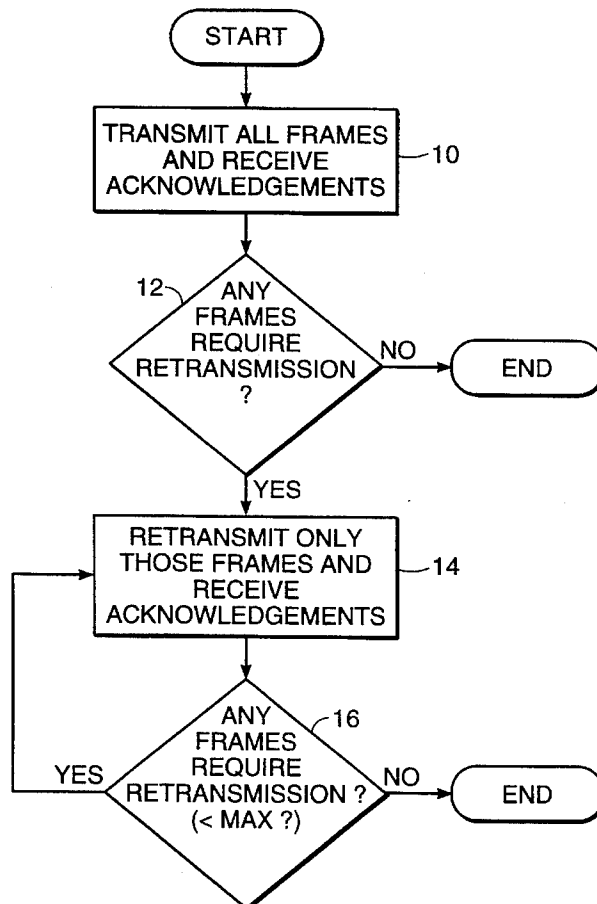 START
TRANSMIT ALL FRAMES
AND RECEIVE
ACKNOWLEDGEMENTS
10
12
ANY
FRAMES
REQUIRE
RETRANSMISSION
?
NO
END
YES
RETRANSMIT ONLY
THOSE FRAMES AND
RECEIVE
ACKNOWLEDGEMENTS
14
16
ANY
FRAMES
REQUIRE
RETRANSMISSION ?
(< MAX ?)
YES
NO
END